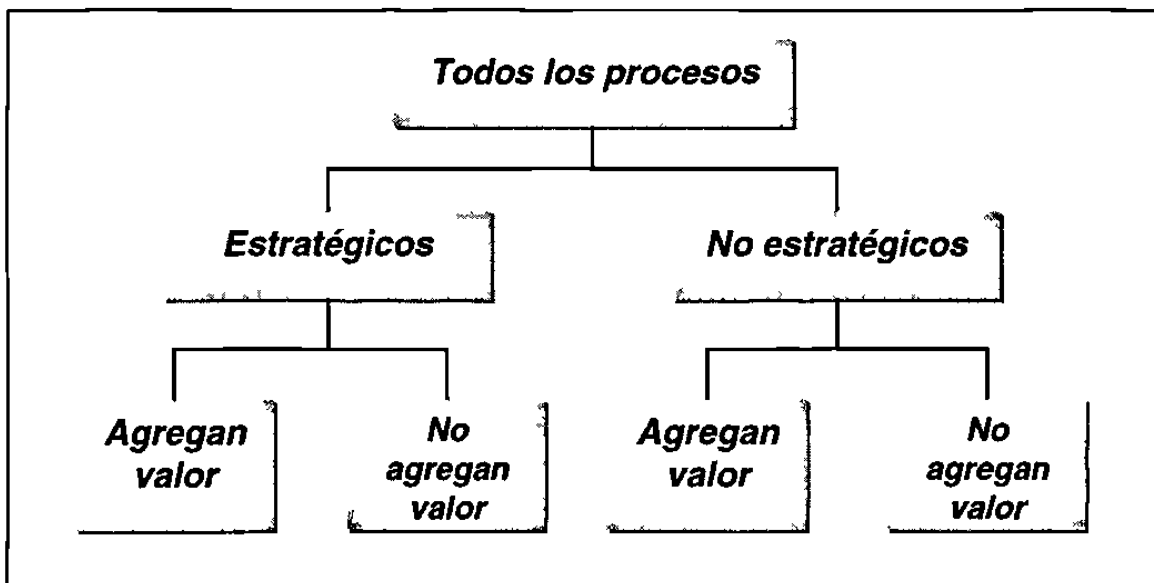 Todos los procesos
Estratégicos
No estratégicos
Agregan
valor
No
agregan
valor
Agregan
valor
No
agregan
valor